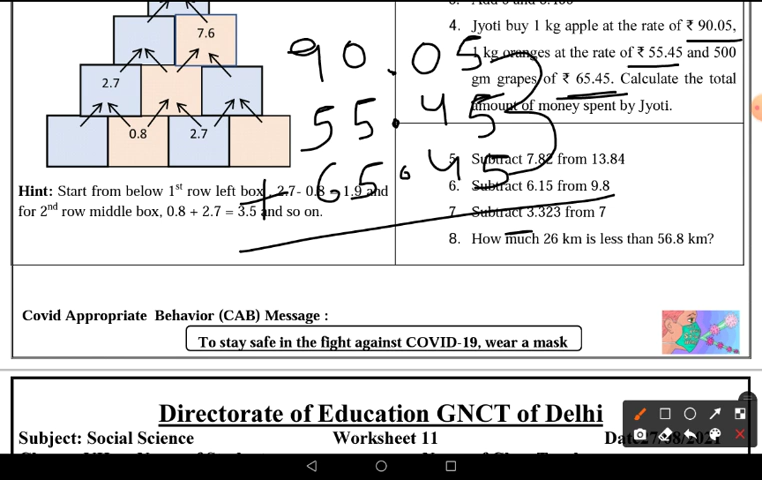 4. Jyoti buy 1 kg apple at the rate of ₹ 90.05,
1 kg oranges at the rate of ₹ 55.45 and 500
gm grapes of ₹ 65.45. Calculate the total
amount of money spent by Jyoti.
5. Subtract 7.82 from 13.84
6. Subtract 6.15 from 9.8
7. Subtract 3.323 from 7
8. How much 26 km is less than 56.8 km?
7.6
2.7
0.8 2.7
90.05
55.45
+ 65.45
Hint: Start from below 1st row left box, 2.7- 0.8 = 1.9 and
for 2nd row middle box, 0.8 + 2.7 = 3.5 and so on.
Covid Appropriate Behavior (CAB) Message :
To stay safe in the fight against COVID-19, wear a mask
Directorate of Education GNCT of Delhi
Subject: Social Science Worksheet 11